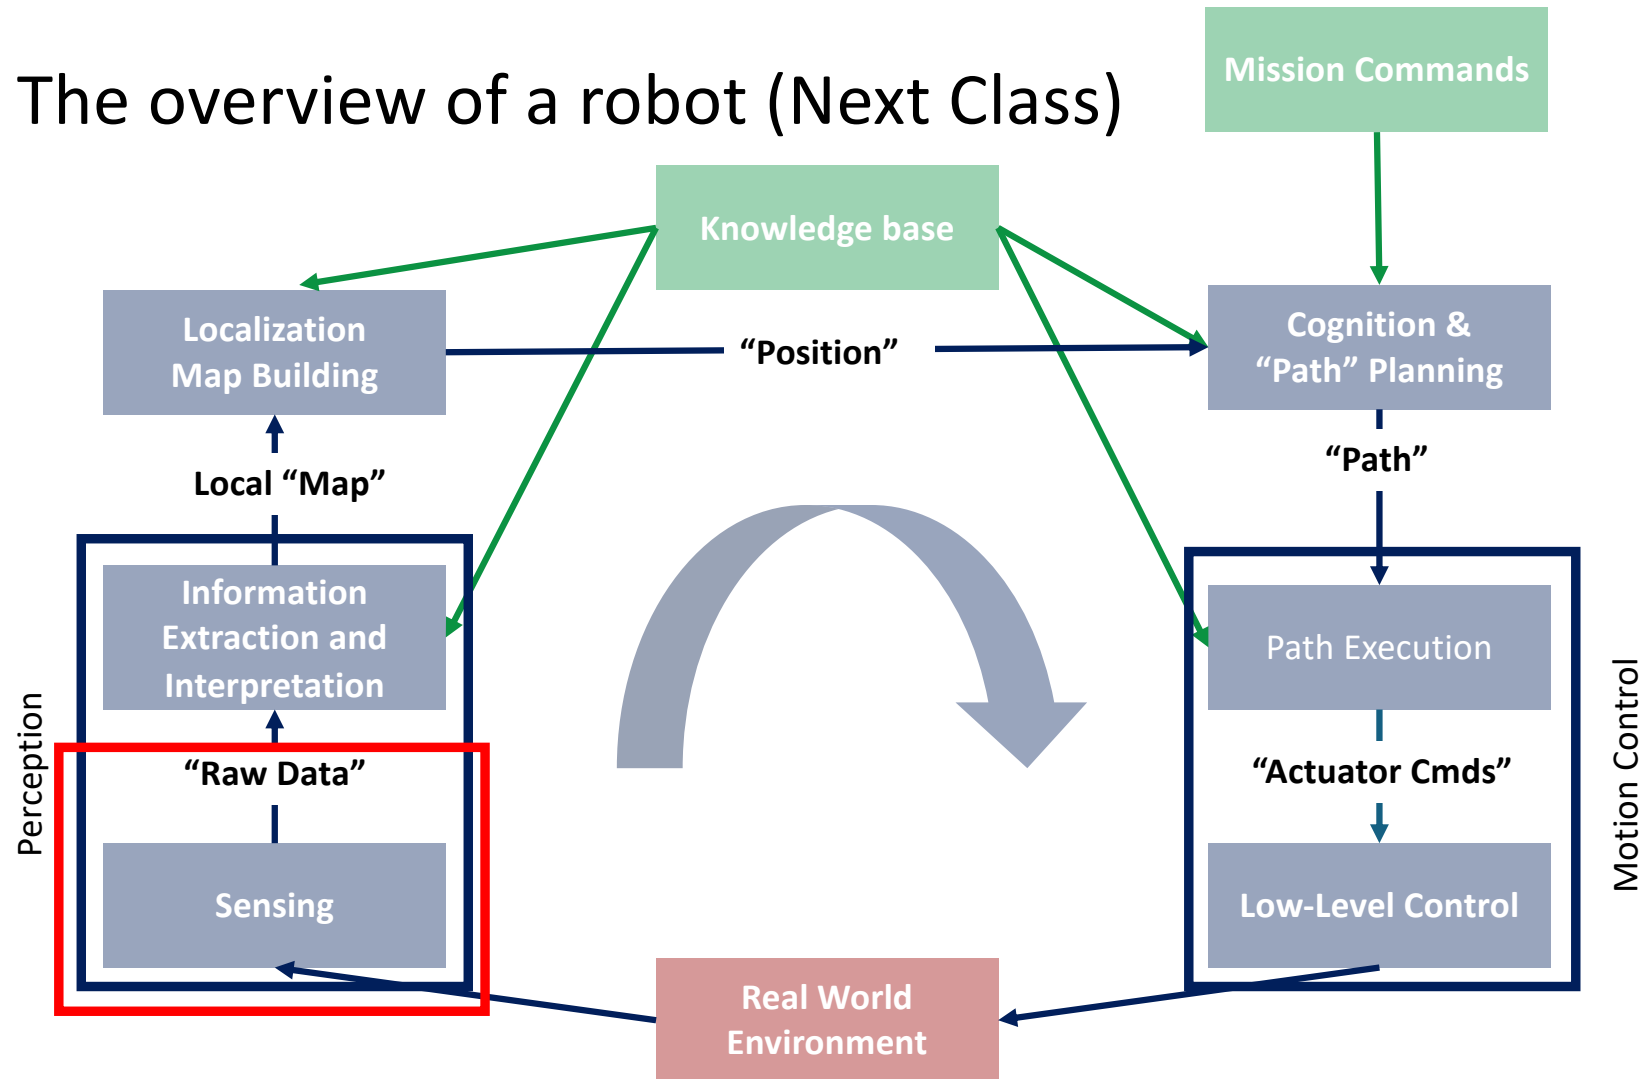 The overview of a robot (Next Class)
Mission Commands
Knowledge base
Localization
Map Building
“Position”
Cognition &
“Path” Planning
Local “Map”
“Path”
Information
Extraction and
Interpretation
Path Execution
Perception
“Raw Data”
“Actuator Cmds”
Motion Control
Sensing
Low-Level Control
Real World
Environment